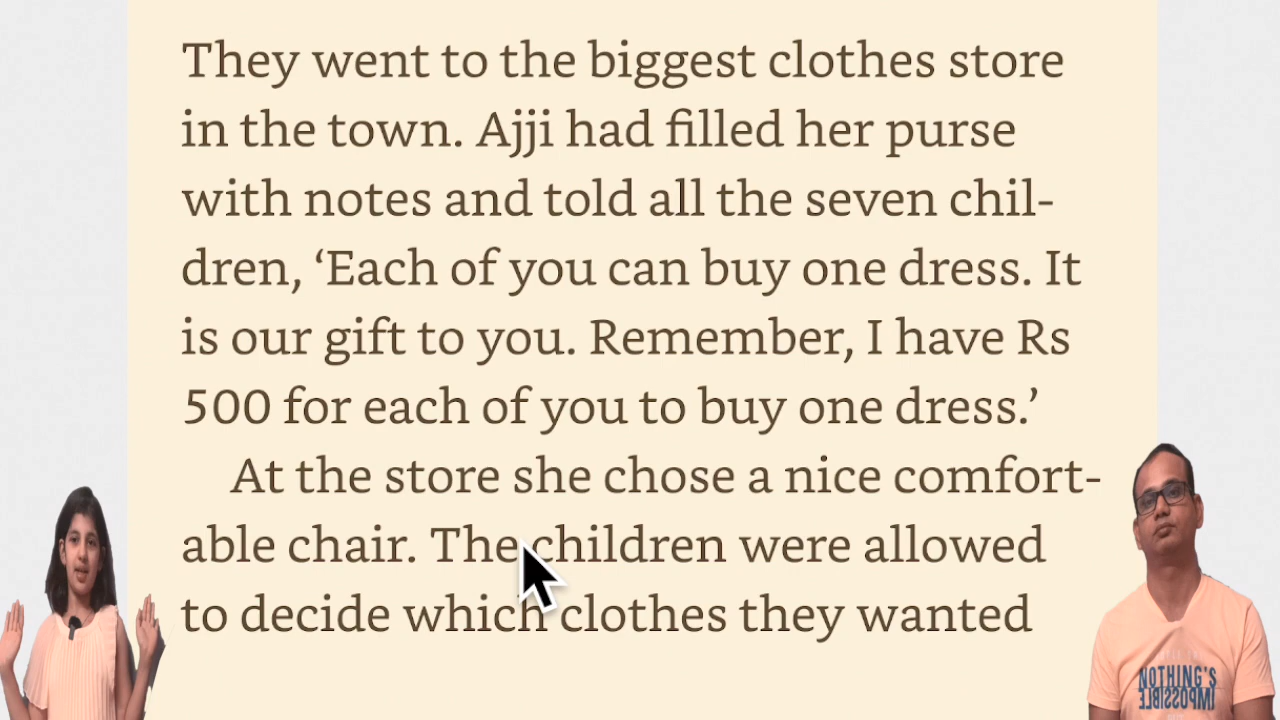 They went to the biggest clothes store
in the town. Ajji had filled her purse
with notes and told all the seven chil-
dren, ‘Each of you can buy one dress. It
is our gift to you. Remember, I have Rs
500 for each of you to buy one dress.’
At the store she chose a nice comfort-
able chair. The children were allowed
to decide which clothes they wanted
NOTHING'S
IMPOSSIBLE